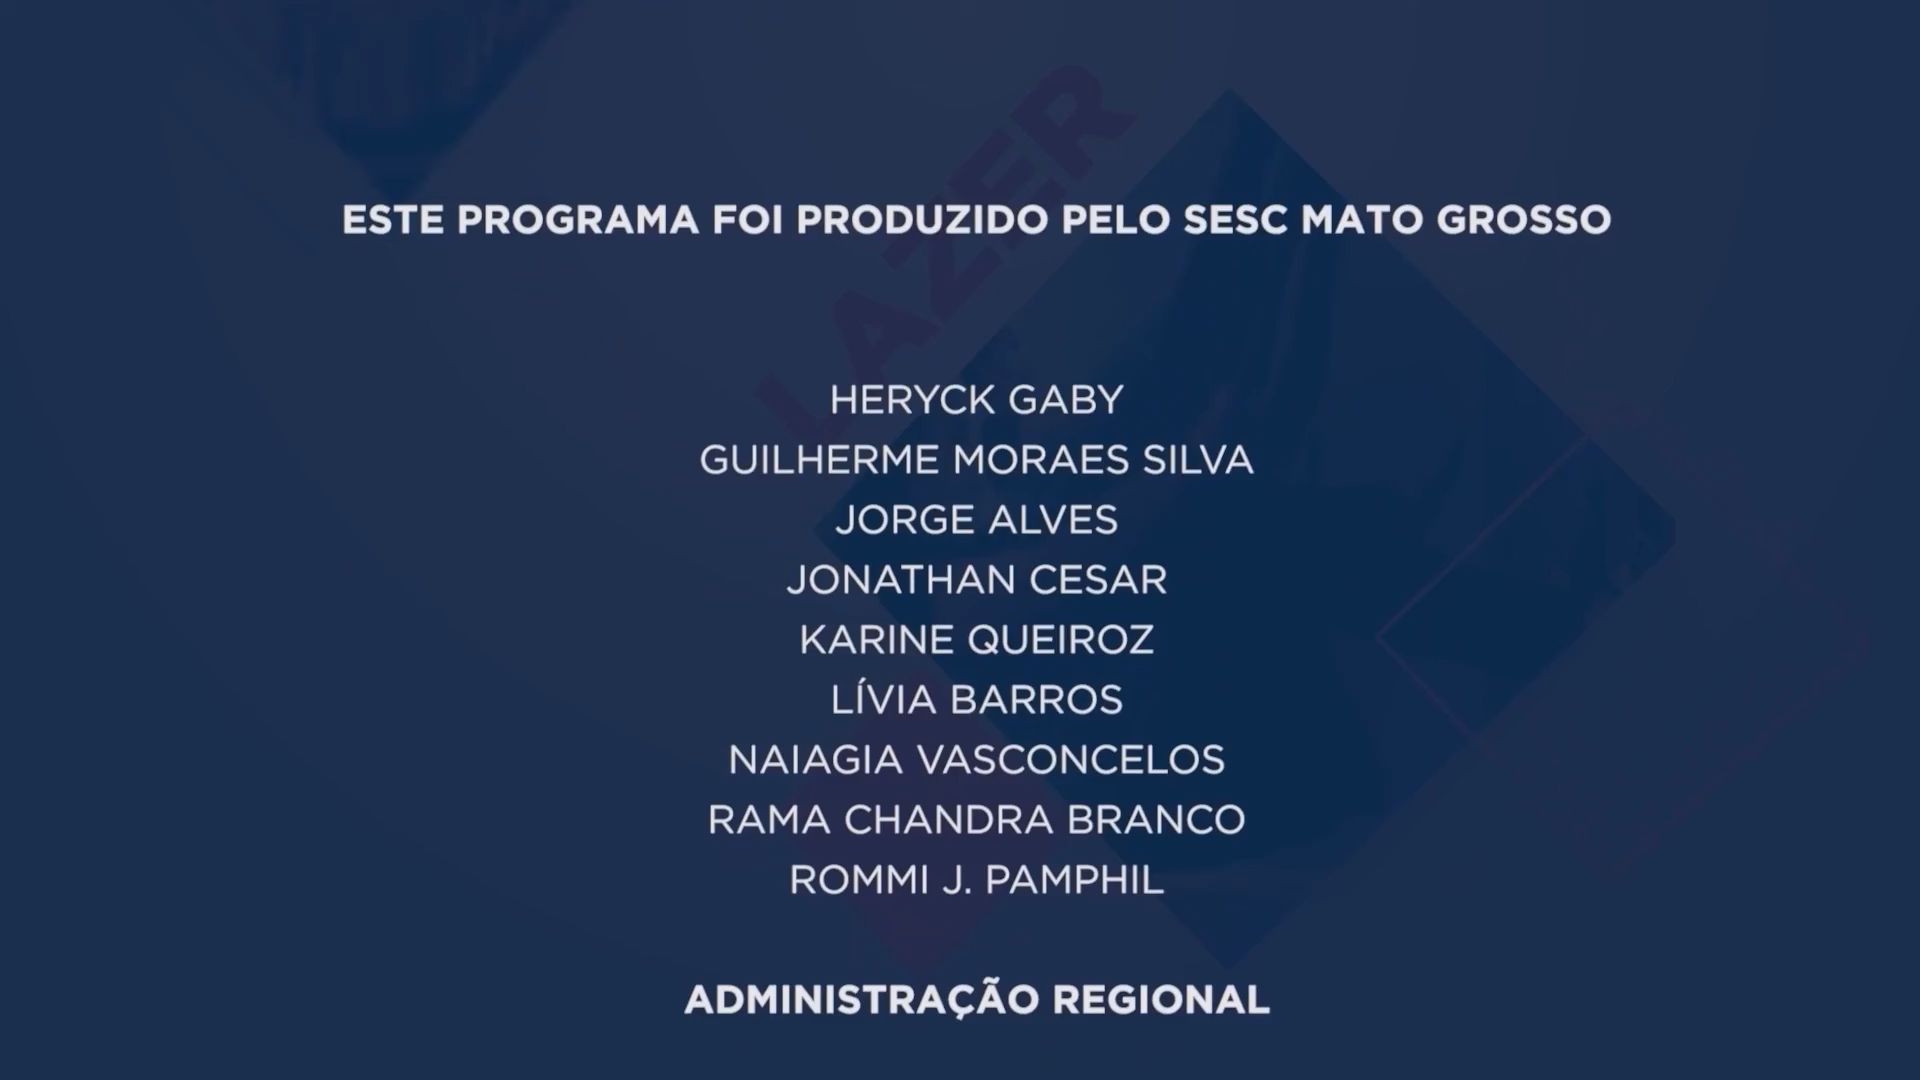 LAZER
ESTE PROGRAMA FOI PRODUZIDO PELO SESC MATO GROSSO
HERYCK GABY
GUILHERME MORAES SILVA
JORGE ALVES
JONATHAN CESAR
KARINE QUEIROZ
LÍVIA BARROS
NAIAGIA VASCONCELOS
RAMA CHANDRA BRANCO
ROMMI J. PAMPHIL
ADMINISTRAÇÃO REGIONAL